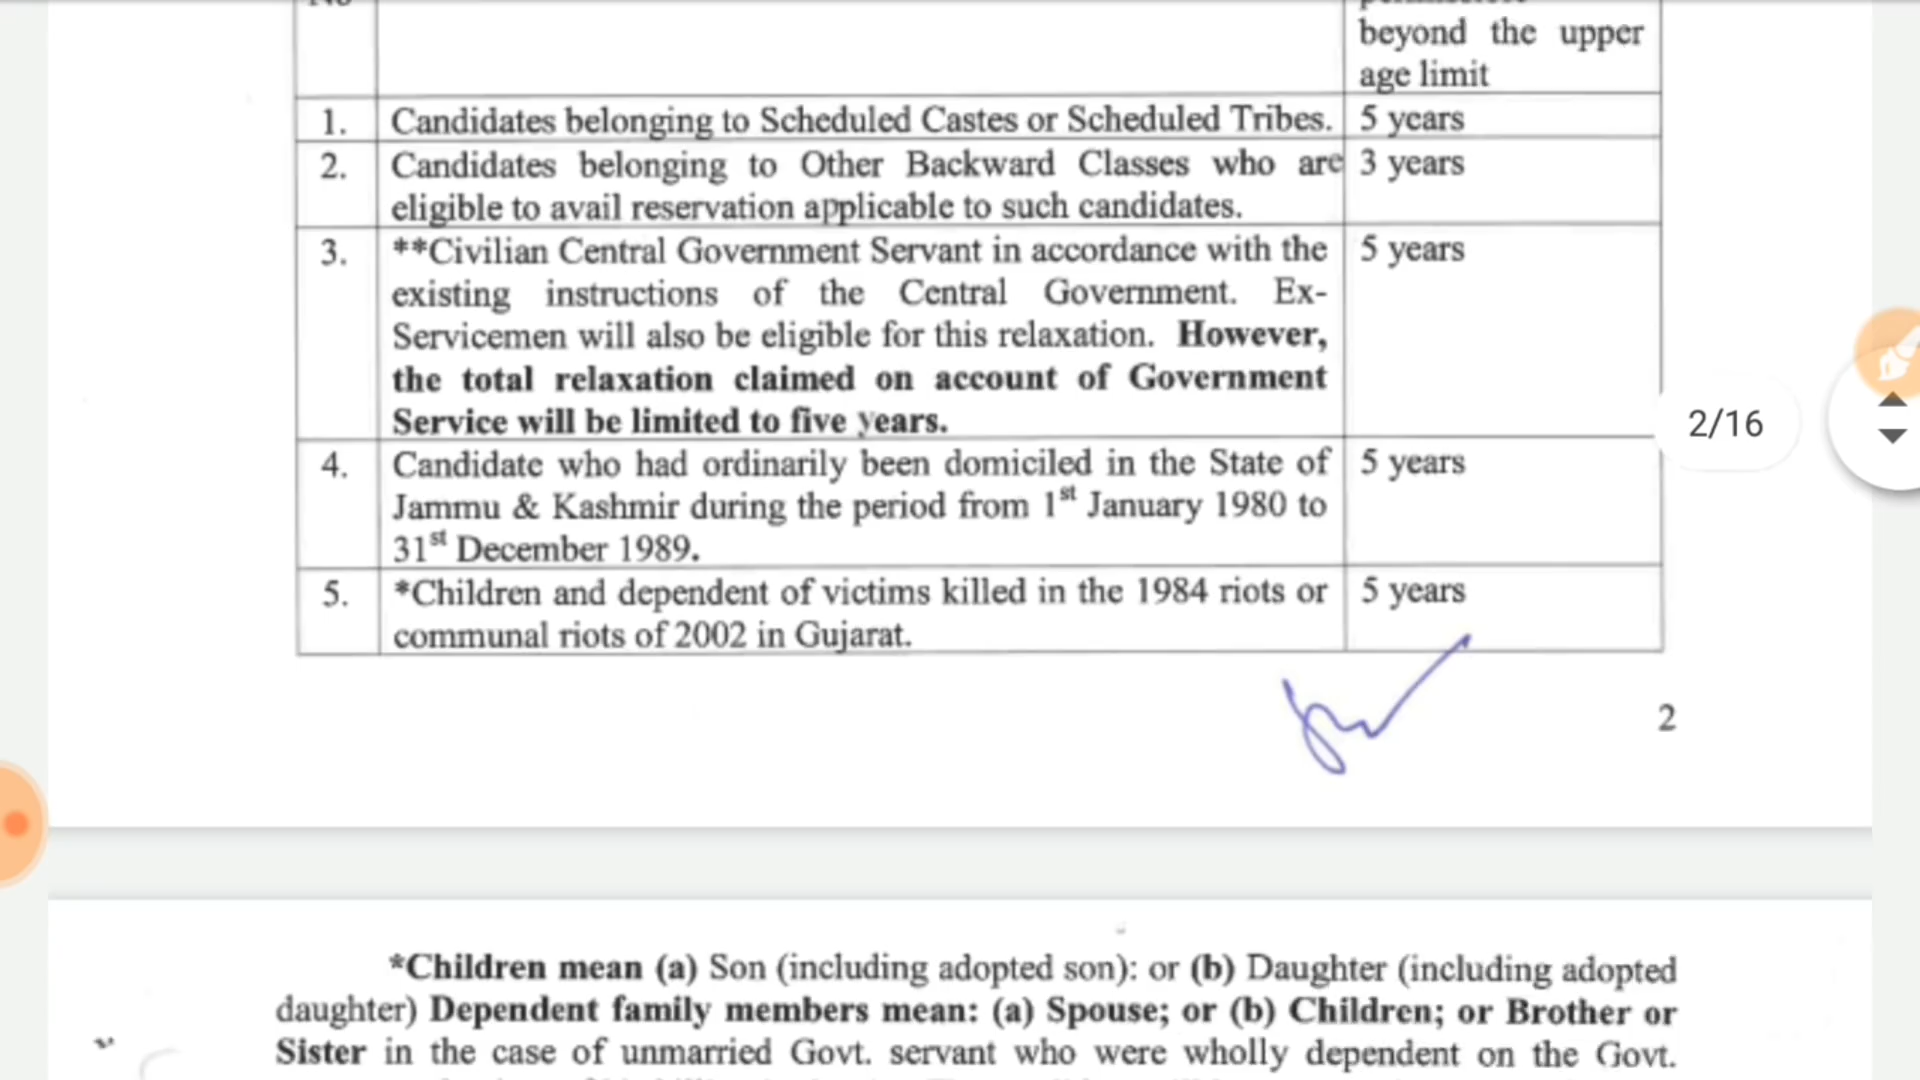 beyond the upper
age limit
1. Candidates belonging to Scheduled Castes or Scheduled Tribes. 5 years
2. Candidates belonging to Other Backward Classes who are 3 years
eligible to avail reservation applicable to such candidates.
3. **Civilian Central Government Servant in accordance with the 5 years
existing instructions of the Central Government. Ex-
Servicemen will also be eligible for this relaxation. However,
the total relaxation claimed on account of Government
Service will be limited to five years.
2/16
4. Candidate who had ordinarily been domiciled in the State of 5 years
Jammu & Kashmir during the period from 1st January 1980 to
31st December 1989.
5. *Children and dependent of victims killed in the 1984 riots or 5 years
communal riots of 2002 in Gujarat.
2
*Children mean (a) Son (including adopted son): or (b) Daughter (including adopted
daughter) Dependent family members mean: (a) Spouse; or (b) Children; or Brother or
Sister in the case of unmarried Govt. servant who were wholly dependent on the Govt.